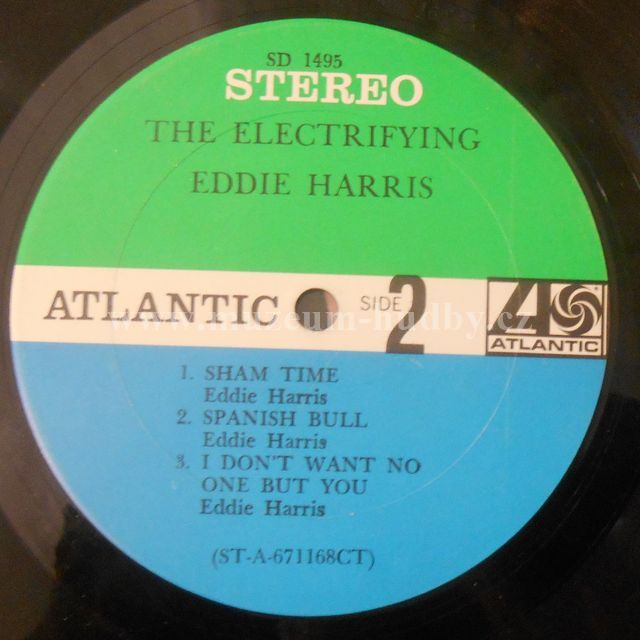 SD 1495
STEREO
THE ELECTRIFYING
EDDIE HARRIS
ATLANTIC
SIDE 2
ATLANTIC
www.muzeum-hudby.cz
1. SHAM TIME
Eddie Harris
2. SPANISH BULL
Eddie Harris
3. I DON'T WANT NO
ONE BUT YOU
Eddie Harris
(ST-A-671168CT)